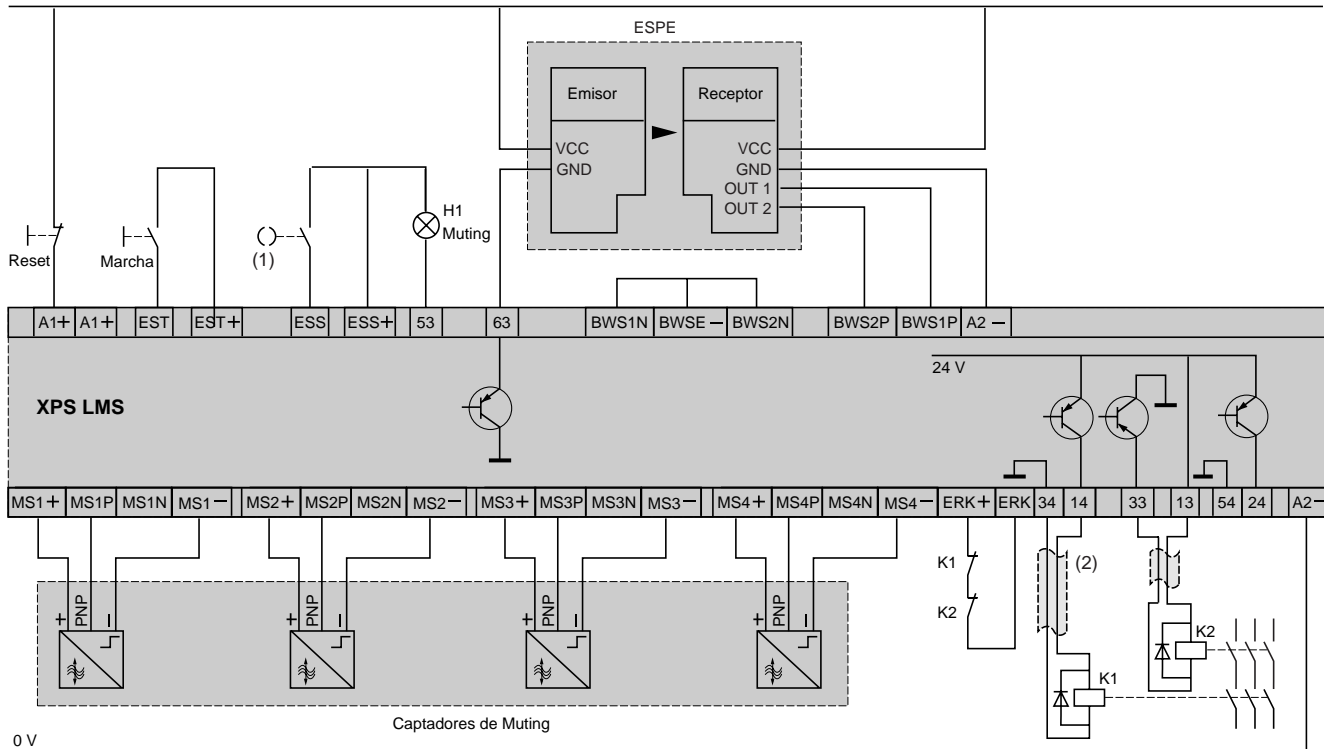 ESPE
Emisor
Receptor
VCC
GND
VCC
GND
OUT 1
OUT 2
Reset
Marcha
(1)
H1
Muting
A1+ A1+ EST EST+ ESS ESS+ 53 63 BWS1N BWSE– BWS2N BWS2P BWS1P A2–
24 V
XPS LMS
MS1+ MS1P MS1N MS1– MS2+ MS2P MS2N MS2– MS3+ MS3P MS3N MS3– MS4+ MS4P MS4N MS4– ERK+ ERK 34 14 33 13 54 24 A2–
K1
K2
(2)
+ PNP –
+ PNP –
+ PNP –
+ PNP –
K2
K1
Captadores de Muting
0 V